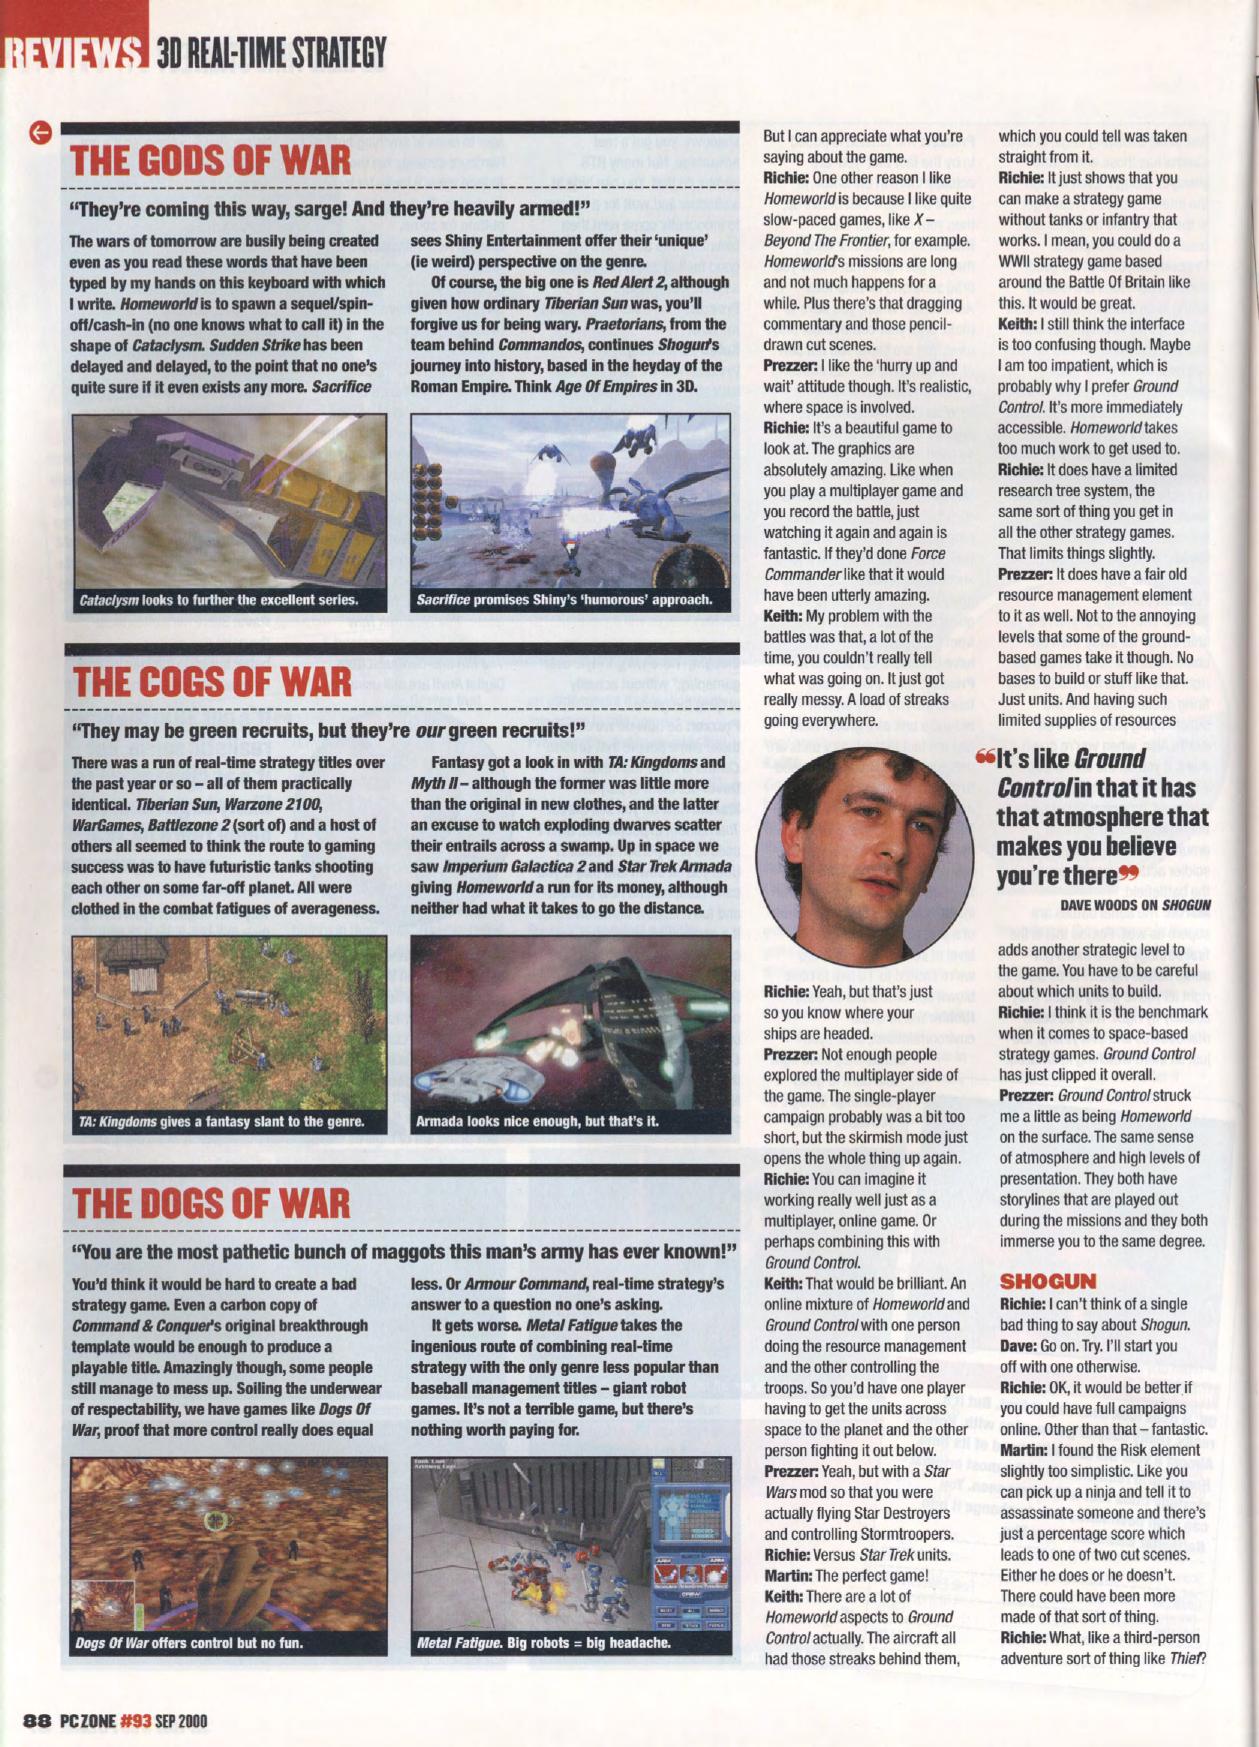 REVIEWS 3D REAL-TIME STRATEGY
THE GODS OF WAR
“They’re coming this way, sarge! And they’re heavily armed!”
The wars of tomorrow are busily being created
even as you read these words that have been
typed by my hands on this keyboard with which
I write. Homeworld is to spawn a sequel/spin-
off/cash-in (no one knows what to call it) in the
shape of Cataclysm. Sudden Strike has been
delayed and delayed, to the point that no one’s
quite sure if it even exists any more. Sacrifice
sees Shiny Entertainment offer their ‘unique’
(ie weird) perspective on the genre.
Of course, the big one is Red Alert 2, although
given how ordinary Tiberian Sun was, you’ll
forgive us for being wary. Praetorians, from the
team behind Commandos, continues Shogun’s
journey into history, based in the heyday of the
Roman Empire. Think Age Of Empires in 3D.
Cataclysm looks to further the excellent series.
Sacrifice promises Shiny’s ‘humorous’ approach.
THE COGS OF WAR
“They may be green recruits, but they’re our green recruits!”
There was a run of real-time strategy titles over
the past year or so – all of them practically
identical. Tiberian Sun, Warzone 2100,
WarGames, Battlezone 2 (sort of) and a host of
others all seemed to think the route to gaming
success was to have futuristic tanks shooting
each other on some far-off planet. All were
clothed in the combat fatigues of averageness.
Fantasy got a look in with TA: Kingdoms and
Myth II – although the former was little more
than the original in new clothes, and the latter
an excuse to watch exploding dwarves scatter
their entrails across a swamp. Up in space we
saw Imperium Galactica 2 and Star Trek Armada
giving Homeworld a run for its money, although
neither had what it takes to go the distance.
TA: Kingdoms gives a fantasy slant to the genre.
Armada looks nice enough, but that’s it.
THE DOGS OF WAR
“You are the most pathetic bunch of maggots this man’s army has ever known!”
You’d think it would be hard to create a bad
strategy game. Even a carbon copy of
Command & Conquer’s original breakthrough
template would be enough to produce a
playable title. Amazingly though, some people
still manage to mess up. Soiling the underwear
of respectability, we have games like Dogs Of
War, proof that more control really does equal
less. Or Armour Command, real-time strategy’s
answer to a question no one’s asking.
It gets worse. Metal Fatigue takes the
ingenious route of combining real-time
strategy with the only genre less popular than
baseball management titles – giant robot
games. It’s not a terrible game, but there’s
nothing worth paying for.
Dogs Of War offers control but no fun.
Metal Fatigue. Big robots = big headache.
But I can appreciate what you’re
saying about the game.
Richie: One other reason I like
Homeworld is because I like quite
slow-paced games, like X –
Beyond The Frontier, for example.
Homeworld’s missions are long
and not much happens for a
while. Plus there’s that dragging
commentary and those pencil-
drawn cut scenes.
Prezzer: I like the ‘hurry up and
wait’ attitude though. It’s realistic,
where space is involved.
Richie: It’s a beautiful game to
look at. The graphics are
absolutely amazing. Like when
you play a multiplayer game and
you record the battle, just
watching it again and again is
fantastic. If they’d done Force
Commander like that it would
have been utterly amazing.
Keith: My problem with the
battles was that, a lot of the
time, you couldn’t really tell
what was going on. It just got
really messy. A load of streaks
going everywhere.
Richie: Yeah, but that’s just
so you know where your
ships are headed.
Prezzer: Not enough people
explored the multiplayer side of
the game. The single-player
campaign probably was a bit too
short, but the skirmish mode just
opens the whole thing up again.
Richie: You can imagine it
working really well just as a
multiplayer, online game. Or
perhaps combining this with
Ground Control.
Keith: That would be brilliant. An
online mixture of Homeworld and
Ground Control with one person
doing the resource management
and the other controlling the
troops. So you’d have one player
having to get the units across
space to the planet and the other
person fighting it out below.
Prezzer: Yeah, but with a Star
Wars mod so that you were
actually flying Star Destroyers
and controlling Stormtroopers.
Richie: Versus Star Trek units.
Martin: The perfect game!
Keith: There are a lot of
Homeworld aspects to Ground
Control actually. The aircraft all
had those streaks behind them,
which you could tell was taken
straight from it.
Richie: It just shows that you
can make a strategy game
without tanks or infantry that
works. I mean, you could do a
WWII strategy game based
around the Battle Of Britain like
this. It would be great.
Keith: I still think the interface
is too confusing though. Maybe
I am too impatient, which is
probably why I prefer Ground
Control. It’s more immediately
accessible. Homeworld takes
too much work to get used to.
Richie: It does have a limited
research tree system, the
same sort of thing you get in
all the other strategy games.
That limits things slightly.
Prezzer: It does have a fair old
resource management element
to it as well. Not to the annoying
levels that some of the ground-
based games take it though. No
bases to build or stuff like that.
Just units. And having such
limited supplies of resources
“It’s like Ground
Control in that it has
that atmosphere that
makes you believe
you’re there”
DAVE WOODS ON SHOGUN
adds another strategic level to
the game. You have to be careful
about which units to build.
Richie: I think it is the benchmark
when it comes to space-based
strategy games. Ground Control
has just clipped it overall.
Prezzer: Ground Control struck
me a little as being Homeworld
on the surface. The same sense
of atmosphere and high levels of
presentation. They both have
storylines that are played out
during the missions and they both
immerse you to the same degree.
SHOGUN
Richie: I can’t think of a single
bad thing to say about Shogun.
Dave: Go on. Try. I’ll start you
off with one otherwise.
Richie: OK, it would be better if
you could have full campaigns
online. Other than that – fantastic.
Martin: I found the Risk element
slightly too simplistic. Like you
can pick up a ninja and tell it to
assassinate someone and there’s
just a percentage score which
leads to one of two cut scenes.
Either he does or he doesn’t.
There could have been more
made of that sort of thing.
Richie: What, like a third-person
adventure sort of thing like Thief?
88 PCZONE #93 SEP 2000